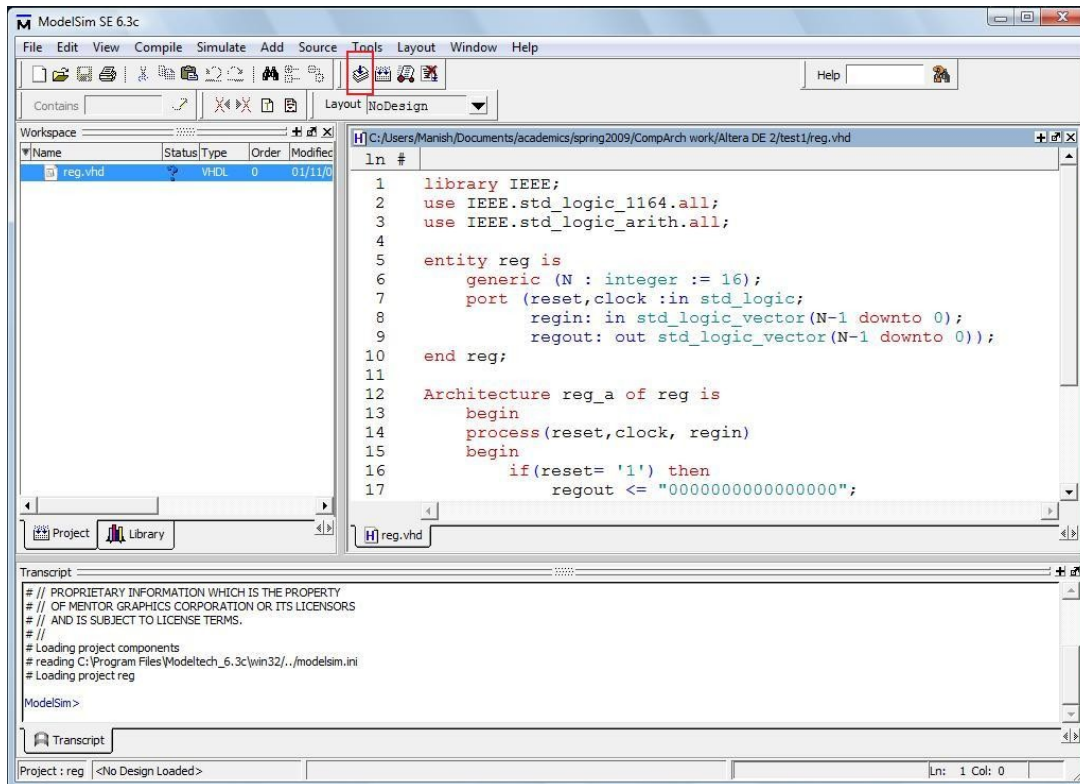 ModelSim SE 6.3c
File Edit View Compile Simulate Add Source Tools Layout Window Help
Help
Contains
Layout NoDesign
Workspace
Name Status Type Order Modified
reg.vhd ? VHDL 0 01/11/0
Project Library
C:/Users/Manish/Documents/academics/spring2009/CompArch work/Altera DE 2/test1/reg.vhd
ln #
1 library IEEE;
2 use IEEE.std_logic_1164.all;
3 use IEEE.std_logic_arith.all;
4
5 entity reg is
6 generic (N : integer := 16);
7 port (reset,clock :in std_logic;
8 regin: in std_logic_vector(N-1 downto 0);
9 regout: out std_logic_vector(N-1 downto 0));
10 end reg;
11
12 Architecture reg_a of reg is
13 begin
14 process(reset,clock, regin)
15 begin
16 if(reset= '1') then
17 regout <= "0000000000000000";
reg.vhd
Transcript
# // PROPRIETARY INFORMATION WHICH IS THE PROPERTY
# // OF MENTOR GRAPHICS CORPORATION OR ITS LICENSORS
# // AND IS SUBJECT TO LICENSE TERMS.
# //
# Loading project components
# reading C:\Program Files\Modeltech_6.3c\win32/../modelsim.ini
# Loading project reg
ModelSim>
Transcript
Project : reg <No Design Loaded> Ln: 1 Col: 0